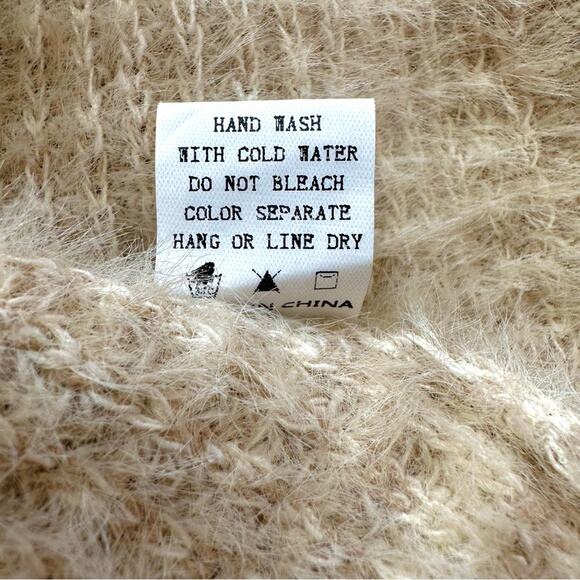 HAND WASH
WITH COLD WATER
DO NOT BLEACH
COLOR SEPARATE
HANG OR LINE DRY
CHINA